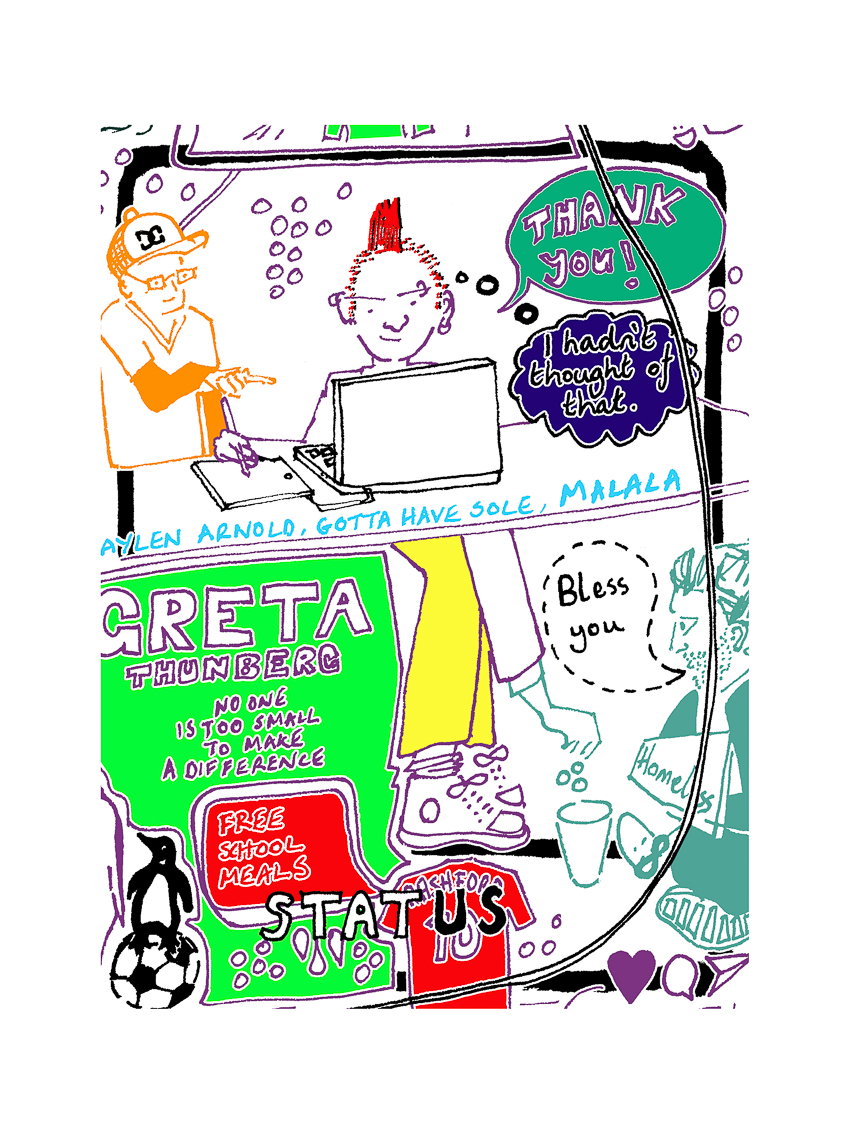 DC
THANK
you!
I hadn't
thought of
that.
AYLEN ARNOLD, GOTTA HAVE SOLE, MALALA
GRETA
THUNBERG
NO ONE
IS TOO SMALL
TO MAKE
A DIFFERENCE
Bless
you
Homeless
FREE
SCHOOL
MEALS
RASHFORD
10
STATUS